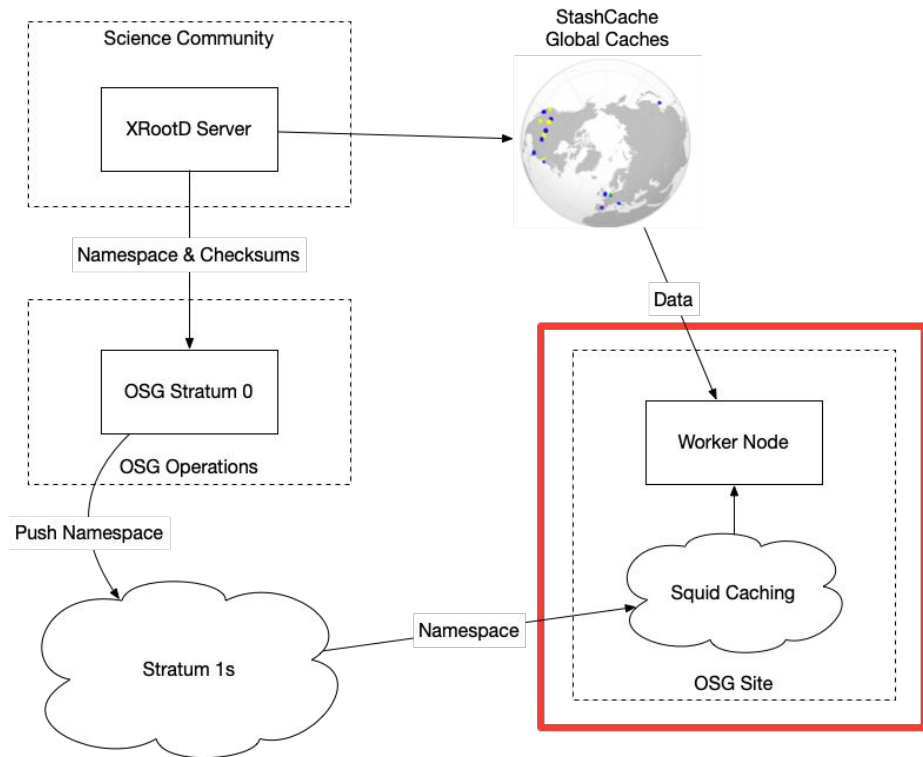 Science Community
XRootD Server
StashCache
Global Caches
Namespace & Checksums
Data
OSG Stratum 0
OSG Operations
Worker Node
Push Namespace
Squid Caching
Namespace
Stratum 1s
OSG Site